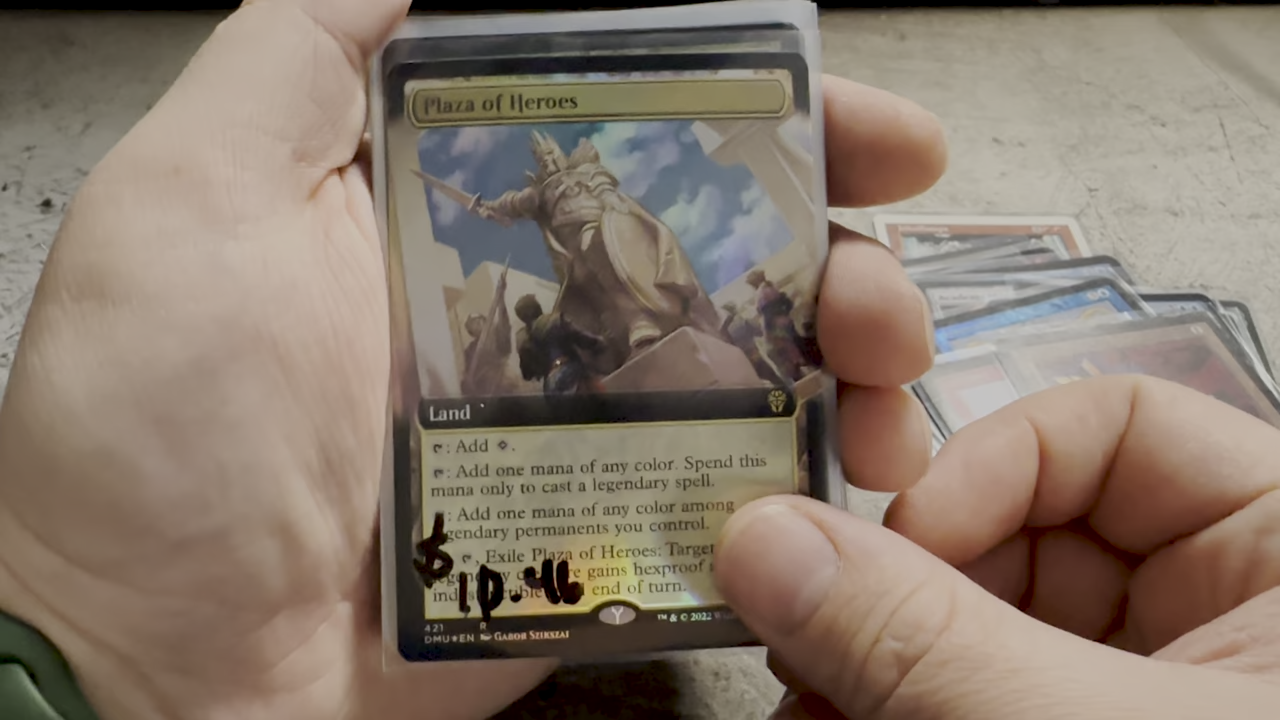 Plaza of Heroes
Land
: Add
: Add one mana of any color. Spend this
mana only to cast a legendary spell.
: Add one mana of any color among
gendary permanents you control.
, Exile Plaza of Heroes: Target
gains hexproof
end of turn.
$
421 R
DMU★EN Gabor Szikszai
™ & © 2022